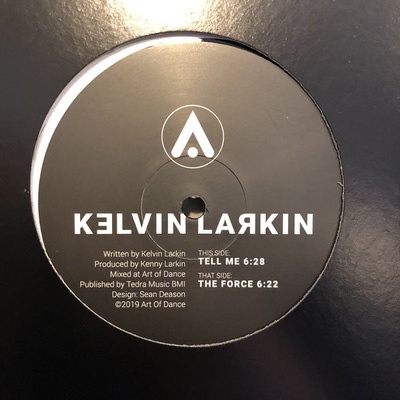 KƎLVIN LAЯKIN
Written by Kelvin Larkin
Produced by Kenny Larkin
Mixed at Art of Dance
Published by Tedra Music BMI
Design: Sean Deason
©2019 Art Of Dance
THIS SIDE:
TELL ME 6:28
THAT SIDE:
THE FORCE 6:22